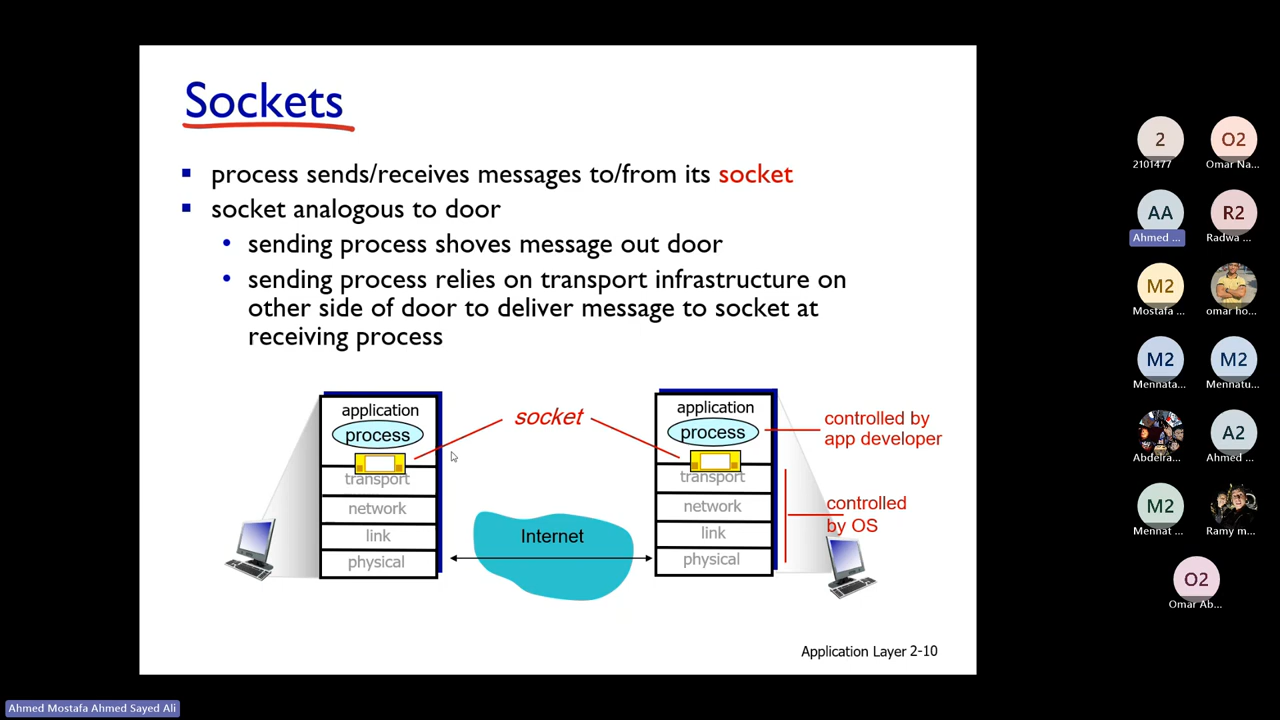 Sockets
process sends/receives messages to/from its socket
socket analogous to door
sending process shoves message out door
sending process relies on transport infrastructure on
other side of door to deliver message to socket at
receiving process
application
process
transport
network
link
physical
socket
Internet
application
process
transport
network
link
physical
controlled by
app developer
controlled
by OS
Application Layer 2-10
2
2101477
O2
Omar Na...
AA
Ahmed ...
R2
Radwa ...
M2
Mostafa ...
omar ho...
M2
Mennata...
M2
Mennatu...
Abdelra...
A2
Ahmed ...
M2
Mennat ...
Ramy m...
O2
Omar Ab...
Ahmed Mostafa Ahmed Sayed Ali